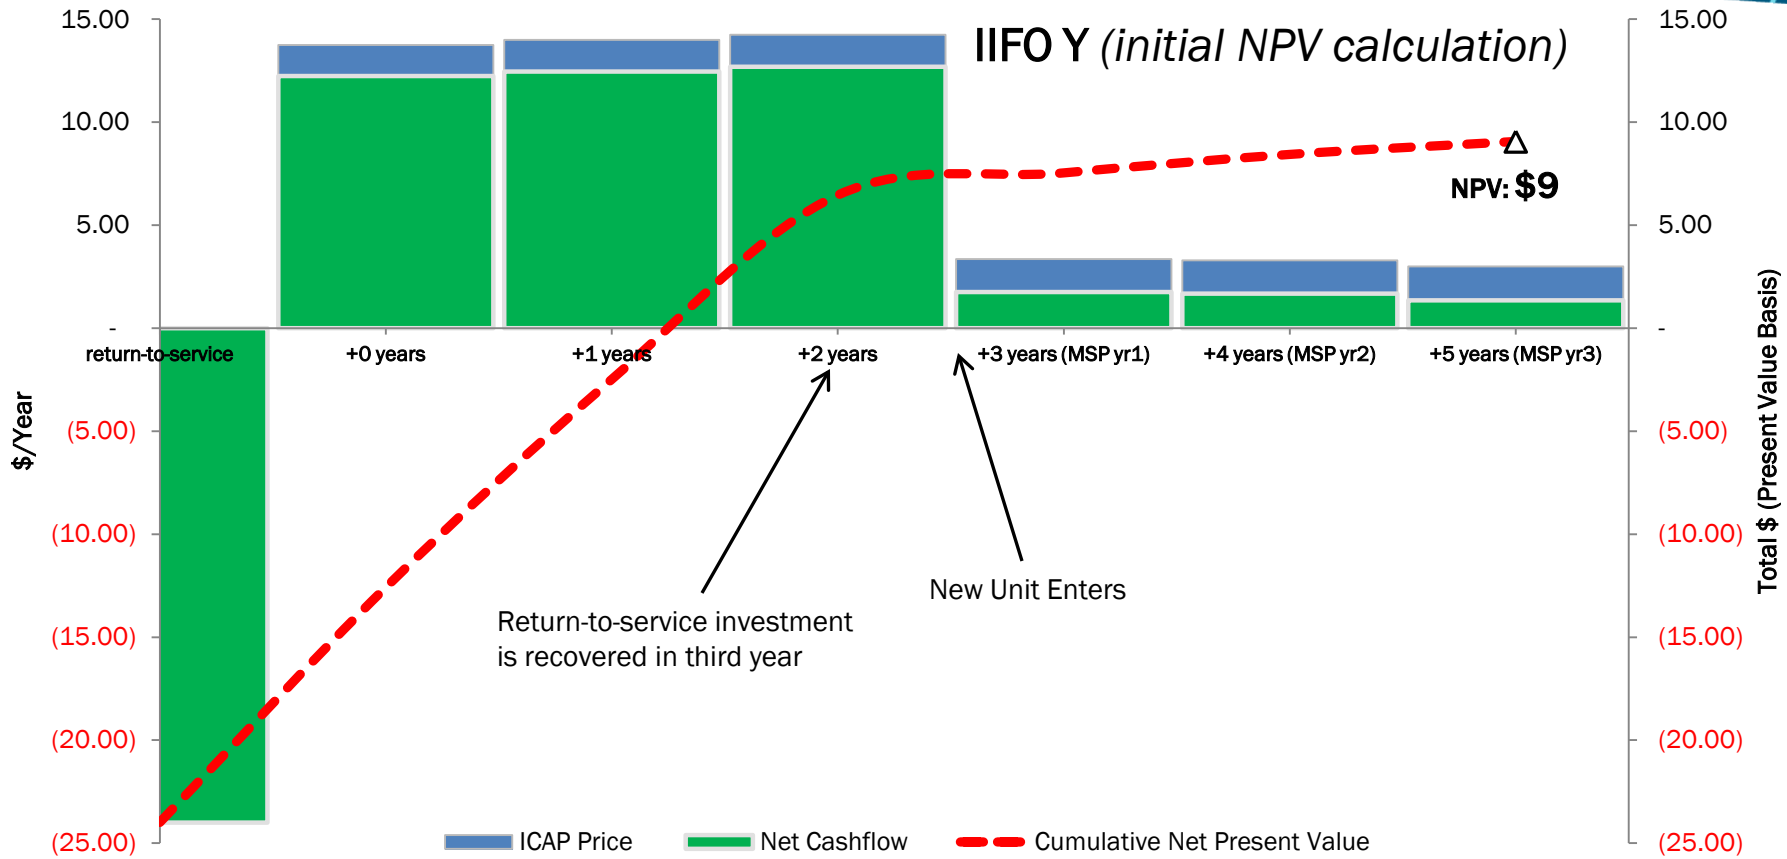 IIFO Y (initial NPV calculation)
15.00
10.00
5.00
-
(5.00)
(10.00)
(15.00)
(20.00)
(25.00)
$/Year
15.00
10.00
5.00
-
(5.00)
(10.00)
(15.00)
(20.00)
(25.00)
Total $ (Present Value Basis)
NPV: $9
return-to-service
+0 years
+1 years
+2 years
+3 years (MSP yr1)
+4 years (MSP yr2)
+5 years (MSP yr3)
New Unit Enters
Return-to-service investment
is recovered in third year
ICAP Price
Net Cashflow
Cumulative Net Present Value